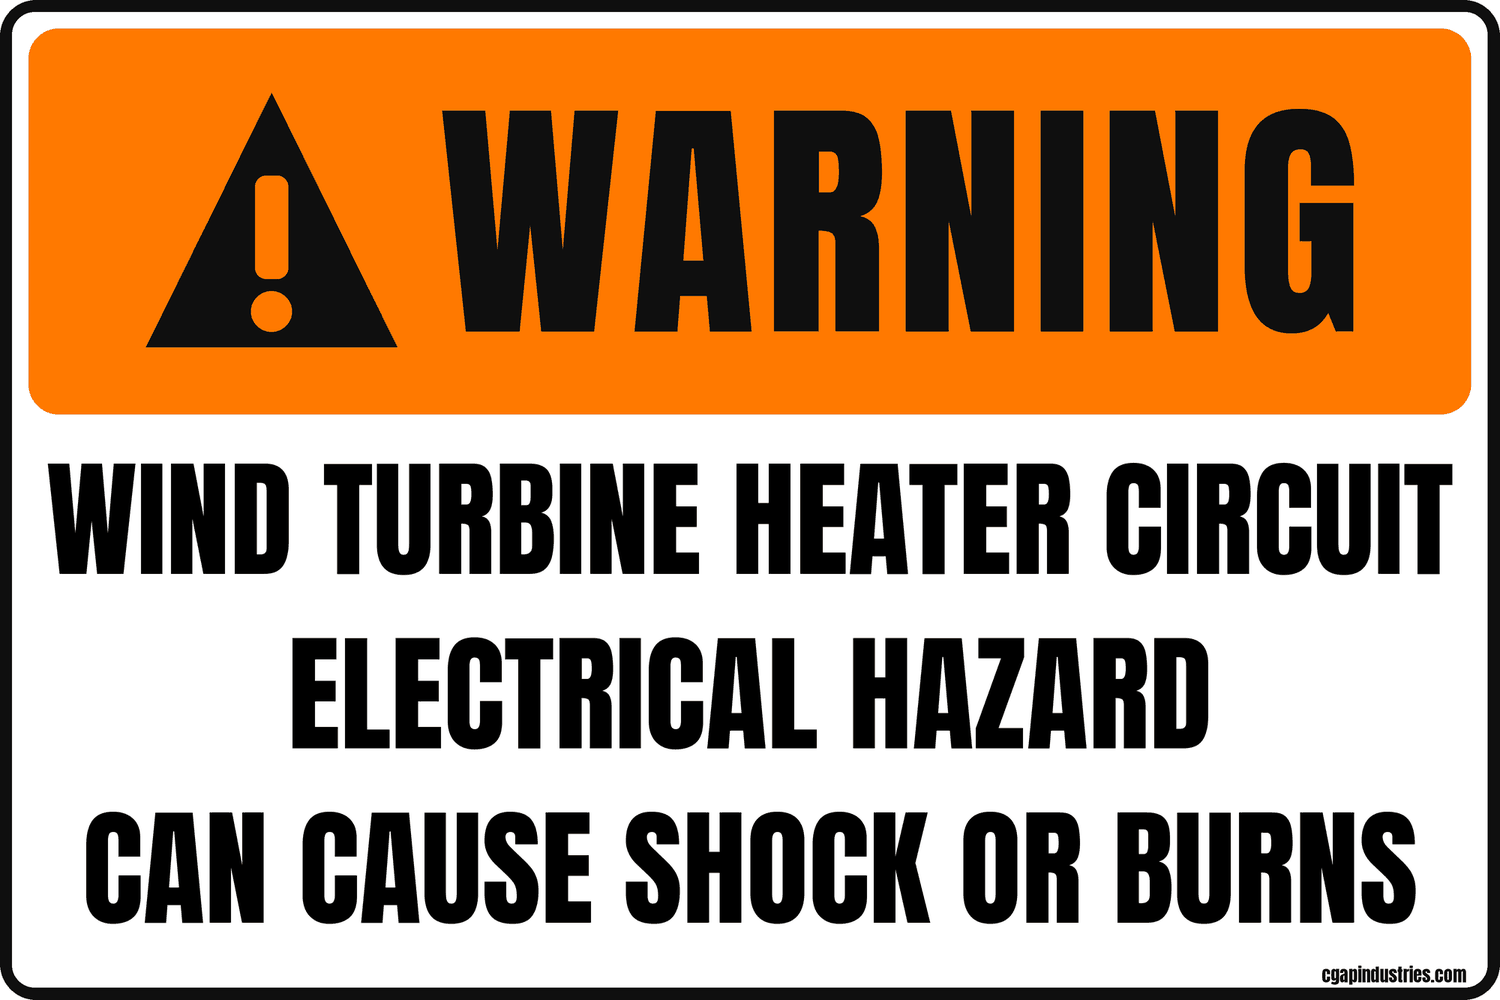 WARNING
WIND TURBINE HEATER CIRCUIT
ELECTRICAL HAZARD
CAN CAUSE SHOCK OR BURNS
cgapindustries.com